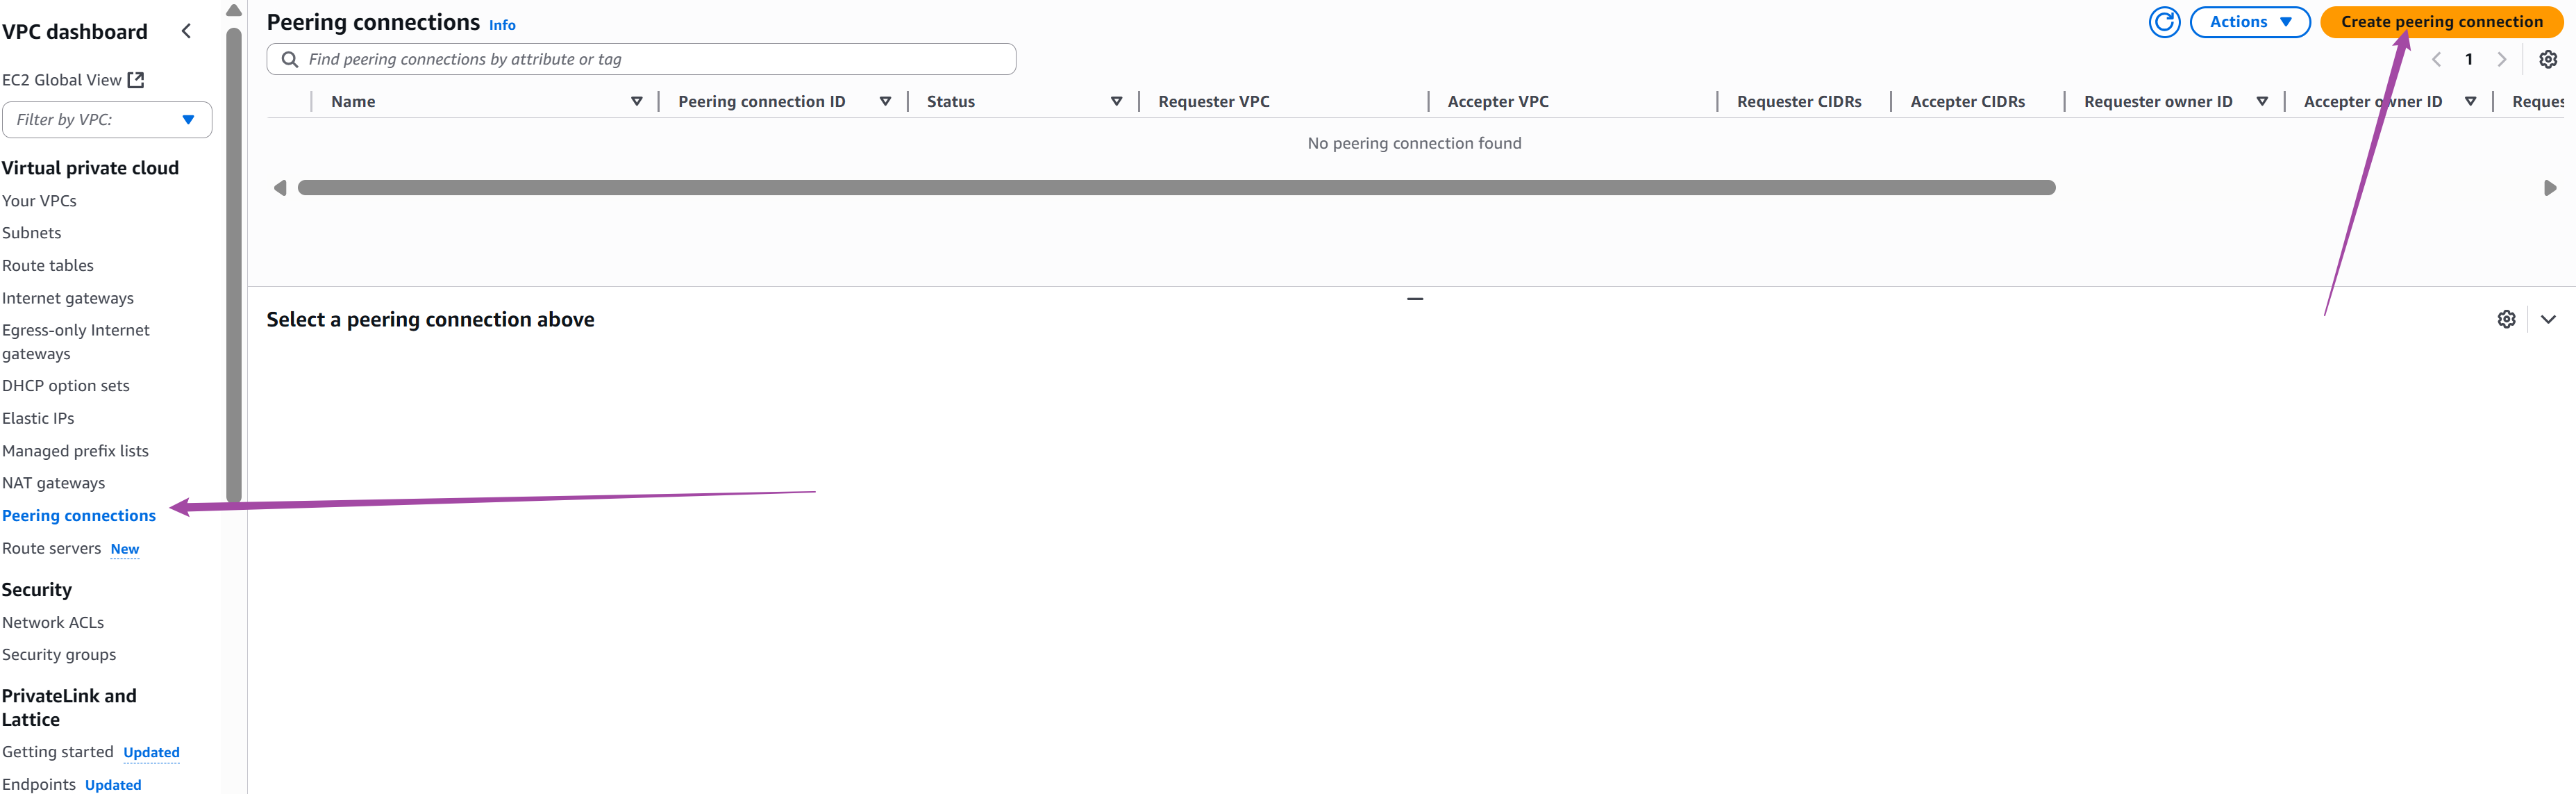 VPC dashboard
EC2 Global View
Filter by VPC:
Virtual private cloud
Your VPCs
Subnets
Route tables
Internet gateways
Egress-only Internet
gateways
DHCP option sets
Elastic IPs
Managed prefix lists
NAT gateways
Peering connections
Route servers New
Security
Network ACLs
Security groups
PrivateLink and
Lattice
Getting started Updated
Endpoints Updated
Peering connections Info
Actions
Create peering connection
Find peering connections by attribute or tag
1
Name Peering connection ID Status Requester VPC Accepter VPC Requester CIDRs Accepter CIDRs Requester owner ID Accepter owner ID Reques
No peering connection found
Select a peering connection above